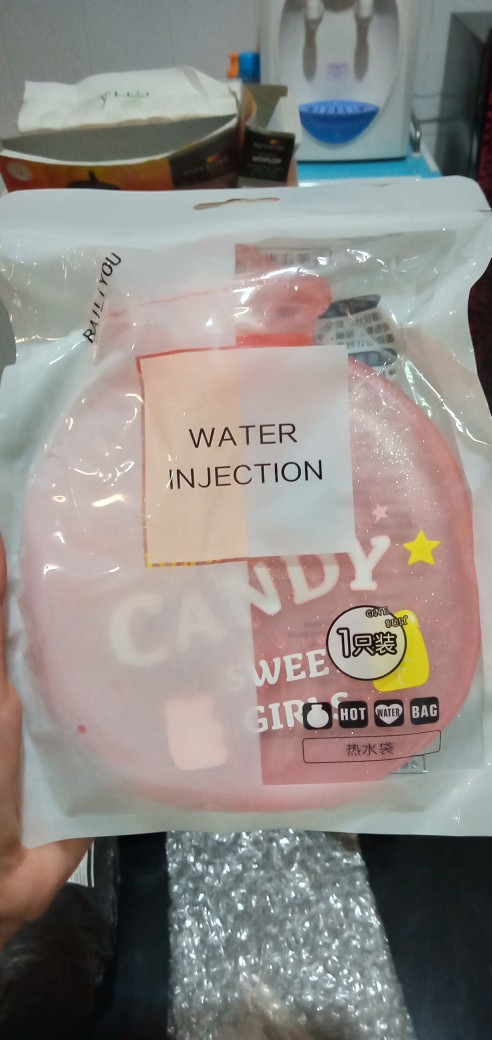 BAILIYOU
WATER
INJECTION
CANDY
SWEE
GIRLS
1只装
HOT
WATER
BAG
热水袋